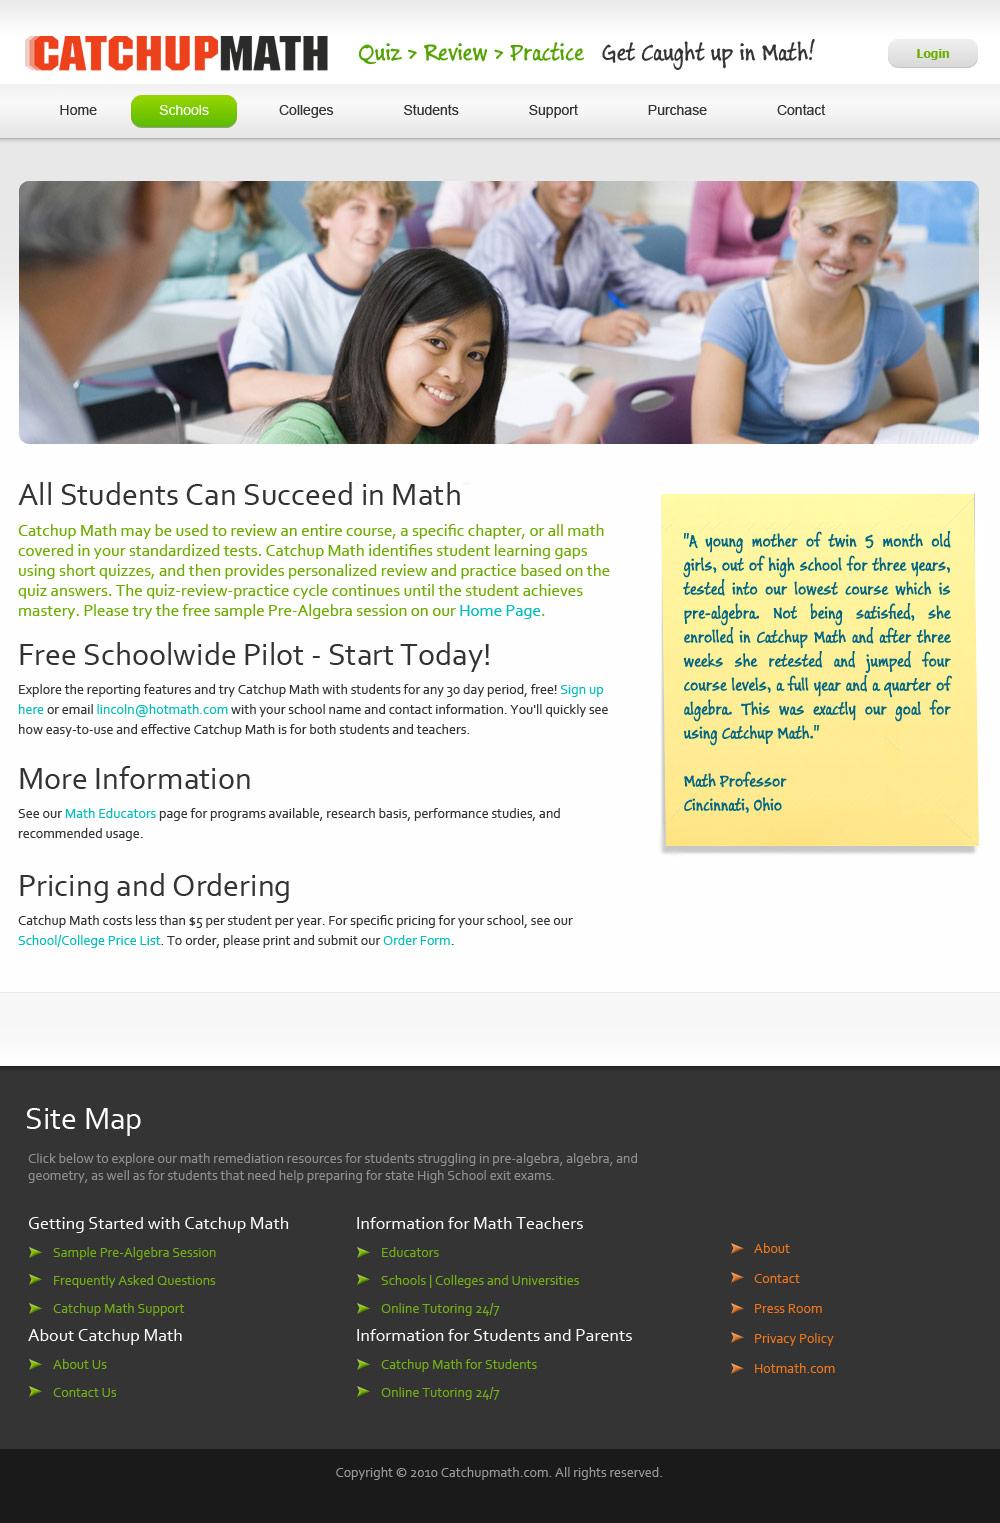 CATCHUPMATH
Quiz > Review > Practice Get Caught up in Math!
Login
Home Schools Colleges Students Support Purchase Contact
All Students Can Succeed in Math
Catchup Math may be used to review an entire course, a specific chapter, or all math
covered in your standardized tests. Catchup Math identifies student learning gaps
using short quizzes, and then provides personalized review and practice based on the
quiz answers. The quiz-review-practice cycle continues until the student achieves
mastery. Please try the free sample Pre-Algebra session on our Home Page.
Free Schoolwide Pilot - Start Today!
Explore the reporting features and try Catchup Math with students for any 30 day period, free! Sign up
here or email lincoln@hotmath.com with your school name and contact information. You'll quickly see
how easy-to-use and effective Catchup Math is for both students and teachers.
More Information
See our Math Educators page for programs available, research basis, performance studies, and
recommended usage.
Pricing and Ordering
Catchup Math costs less than $5 per student per year. For specific pricing for your school, see our
School/College Price List. To order, please print and submit our Order Form.
"A young mother of twin 5 month old
girls, out of high school for three years,
tested into our lowest course which is
pre-algebra. Not being satisfied, she
enrolled in Catchup Math and after three
weeks she retested and jumped four
course levels, a full year and a quarter of
algebra. This was exactly our goal for
using Catchup Math."
Math Professor
Cincinnati, Ohio
Site Map
Click below to explore our math remediation resources for students struggling in pre-algebra, algebra, and
geometry, as well as for students that need help preparing for state High School exit exams.
Getting Started with Catchup Math
Sample Pre-Algebra Session
Frequently Asked Questions
Catchup Math Support
About Catchup Math
About Us
Contact Us
Information for Math Teachers
Educators
Schools | Colleges and Universities
Online Tutoring 24/7
Information for Students and Parents
Catchup Math for Students
Online Tutoring 24/7
About
Contact
Press Room
Privacy Policy
Hotmath.com
Copyright © 2010 Catchupmath.com. All rights reserved.